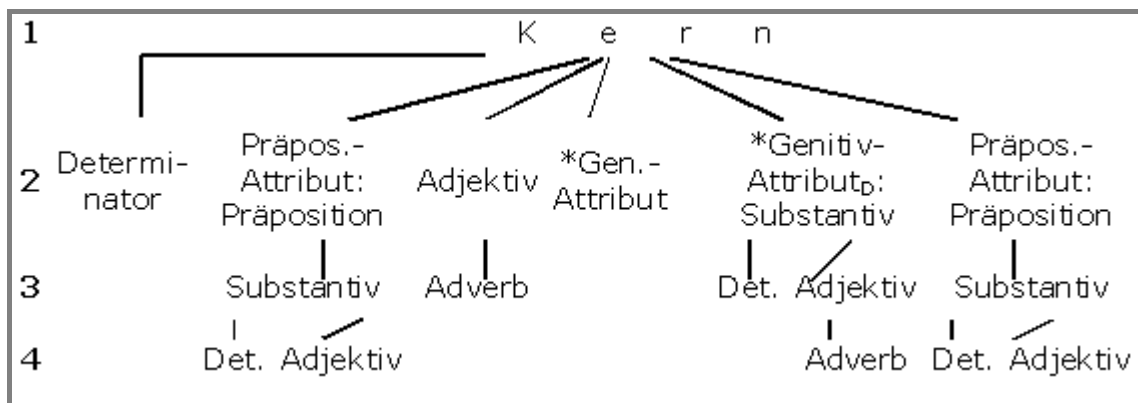 1 K e r n
2 Determi-nator Präpos.-Attribut: Präposition Adjektiv *Gen.-Attribut *Genitiv-AttributD: Substantiv Präpos.-Attribut: Präposition
3 Substantiv Adverb Det. Adjektiv Substantiv
4 Det. Adjektiv Adverb Det. Adjektiv